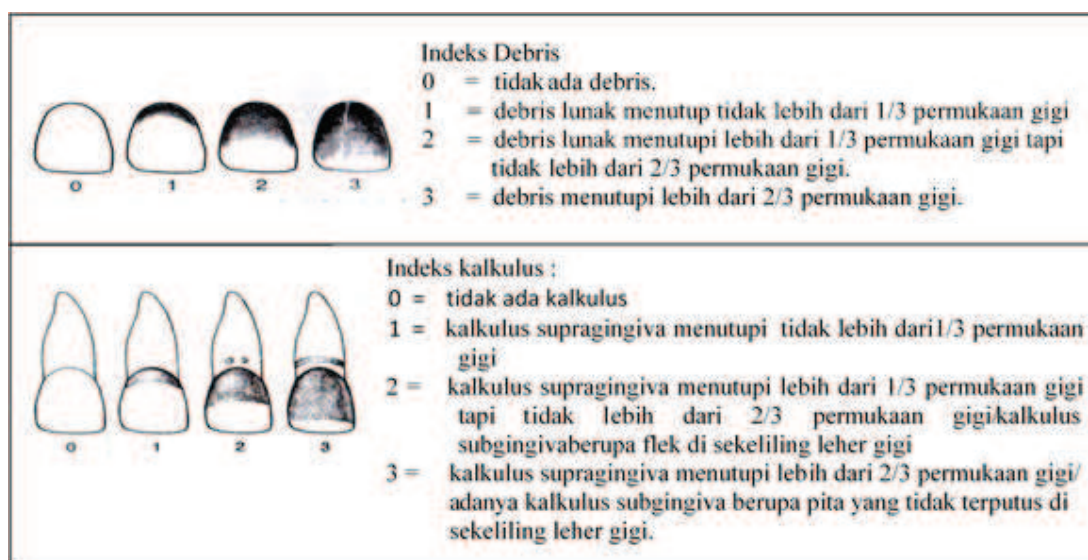 Indeks Debris
0 = tidak ada debris.
1 = debris lunak menutup tidak lebih dari 1/3 permukaan gigi
2 = debris lunak menutupi lebih dari 1/3 permukaan gigi tapi
tidak lebih dari 2/3 permukaan gigi.
3 = debris menutupi lebih dari 2/3 permukaan gigi.
0 1 2 3
Indeks kalkulus :
0 = tidak ada kalkulus
1 = kalkulus supragingiva menutupi tidak lebih dari1/3 permukaan
gigi
2 = kalkulus supragingiva menutupi lebih dari 1/3 permukaan gigi
tapi tidak lebih dari 2/3 permukaan gigi/kalkulus
subgingivaberupa flek di sekeliling leher gigi
3 = kalkulus supragingiva menutupi lebih dari 2/3 permukaan gigi/
adanya kalkulus subgingiva berupa pita yang tidak terputus di
sekeliling leher gigi.
0 1 2 3